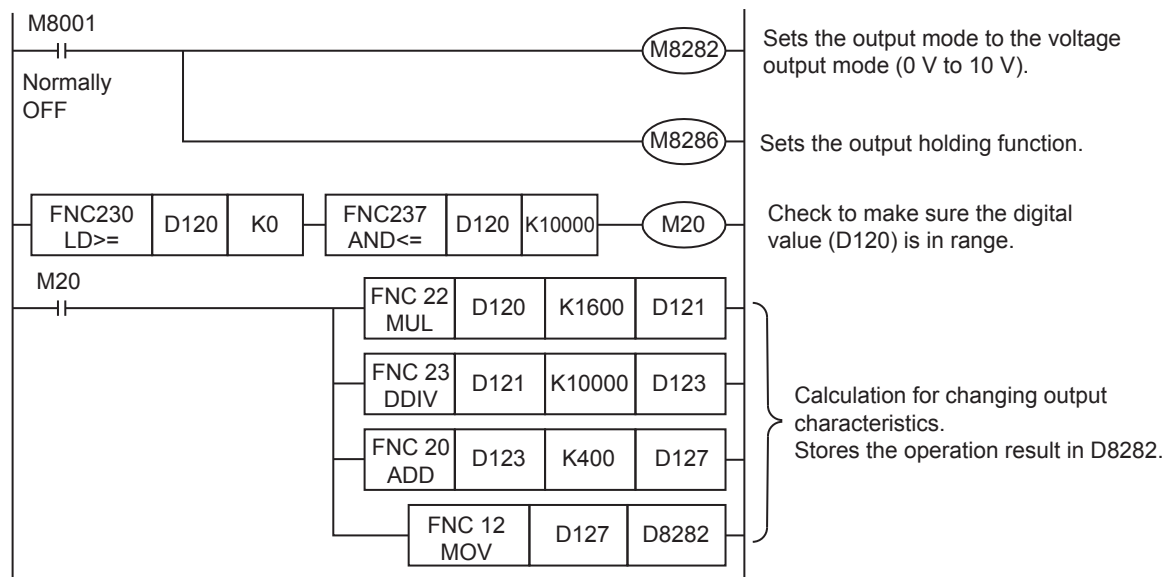 M8001
Normally
OFF
M8282
Sets the output mode to the voltage
output mode (0 V to 10 V).
M8286
Sets the output holding function.
FNC230
LD>=
D120
K0
FNC237
AND<=
D120
K10000
M20
Check to make sure the digital
value (D120) is in range.
M20
FNC 22
MUL
D120
K1600
D121
FNC 23
DDIV
D121
K10000
D123
FNC 20
ADD
D123
K400
D127
FNC 12
MOV
D127
D8282
Calculation for changing output
characteristics.
Stores the operation result in D8282.